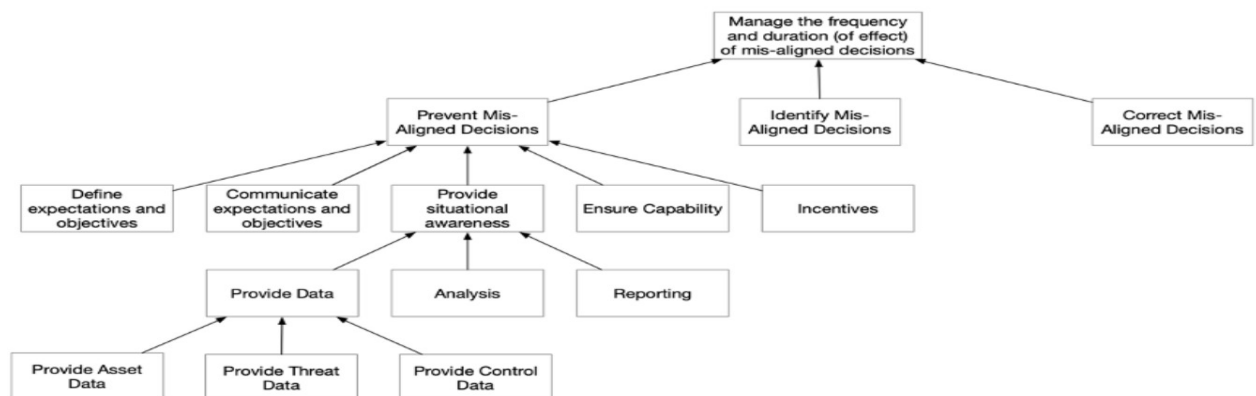 Manage the frequency
and duration (of effect)
of mis-aligned decisions
Prevent Mis-
Aligned Decisions
Identify Mis-
Aligned Decisions
Correct Mis-
Aligned Decisions
Define
expectations and
objectives
Communicate
expectations and
objectives
Provide
situational
awareness
Ensure Capability
Incentives
Provide Data
Analysis
Reporting
Provide Asset
Data
Provide Threat
Data
Provide Control
Data